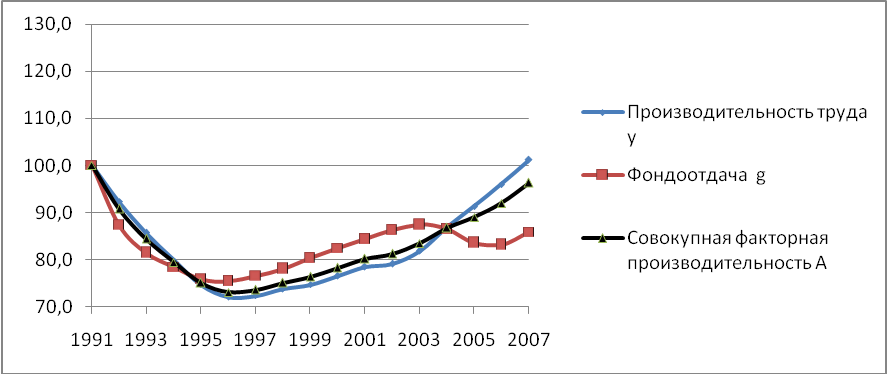 130,0
120,0
110,0
100,0
90,0
80,0
70,0
1991 1993 1995 1997 1999 2001 2003 2005 2007
Производительность труда
y
Фондоотдача g
Совокупная факторная
производительность A